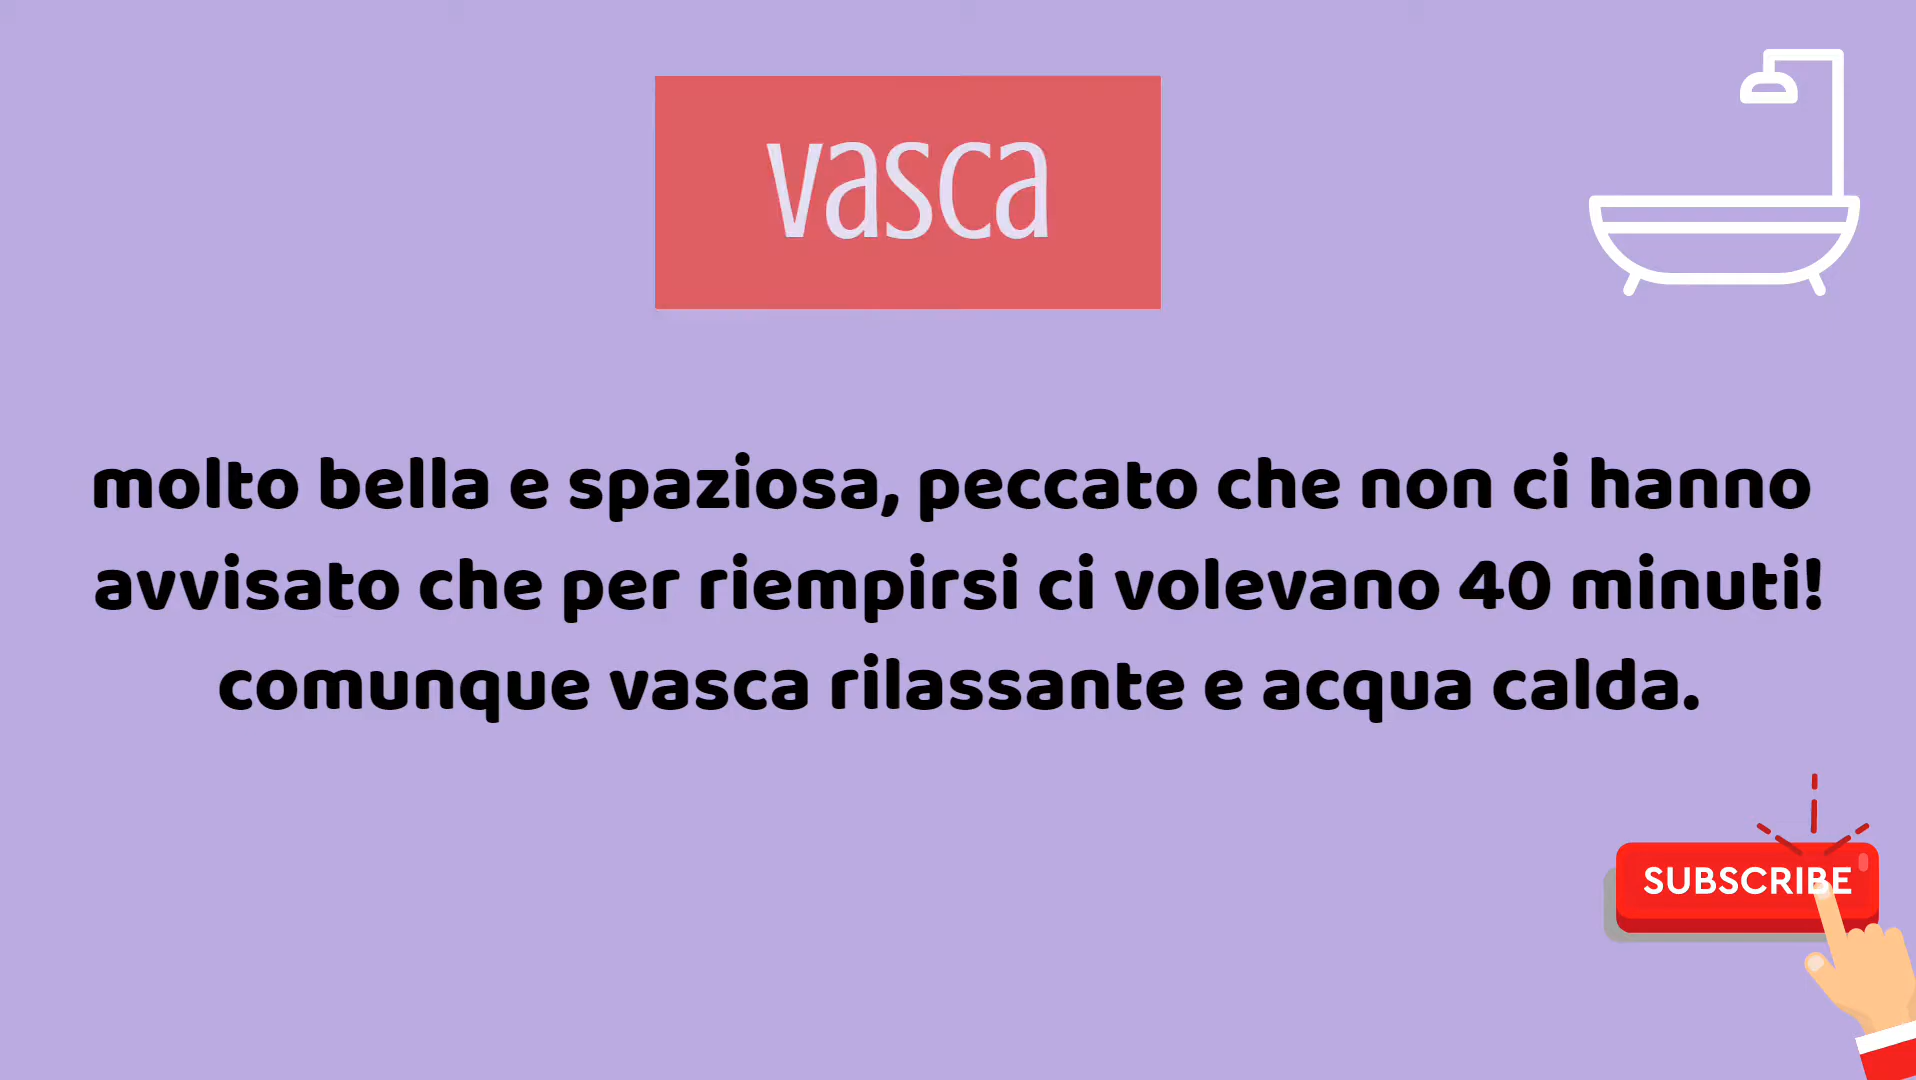 vasca
molto bella e spaziosa, peccato che non ci hanno
avvisato che per riempirsi ci volevano 40 minuti!
comunque vasca rilassante e acqua calda.
SUBSCRIBE